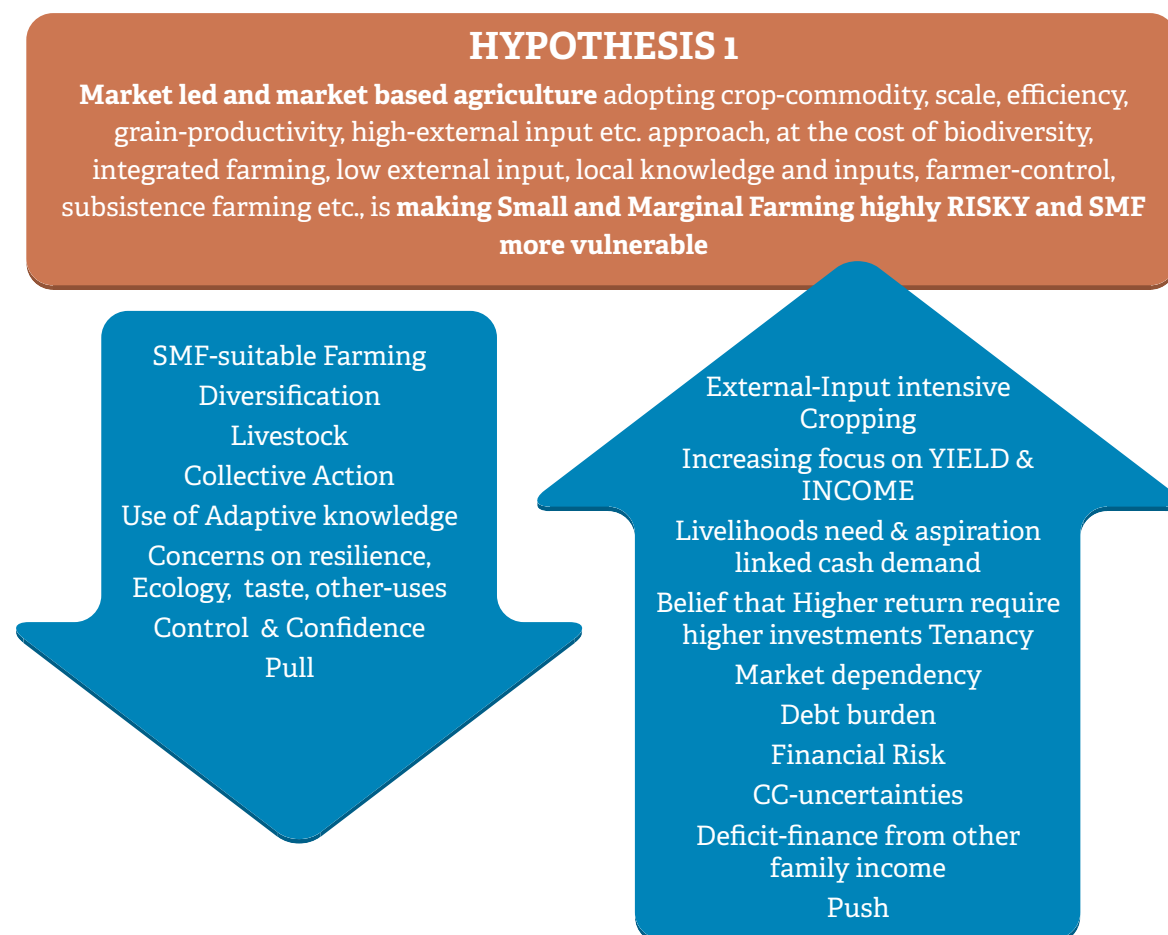 HYPOTHESIS 1
Market led and market based agriculture adopting crop-commodity, scale, efficiency,
grain-productivity, high-external input etc. approach, at the cost of biodiversity,
integrated farming, low external input, local knowledge and inputs, farmer-control,
subsistence farming etc., is making Small and Marginal Farming highly RISKY and SMF
more vulnerable
SMF-suitable Farming
Diversification
Livestock
Collective Action
Use of Adaptive knowledge
Concerns on resilience,
Ecology, taste, other-uses
Control & Confidence
Pull
External-Input intensive
Cropping
Increasing focus on YIELD &
INCOME
Livelihoods need & aspiration
linked cash demand
Belief that Higher return require
higher investments Tenancy
Market dependency
Debt burden
Financial Risk
CC-uncertainties
Deficit-finance from other
family income
Push